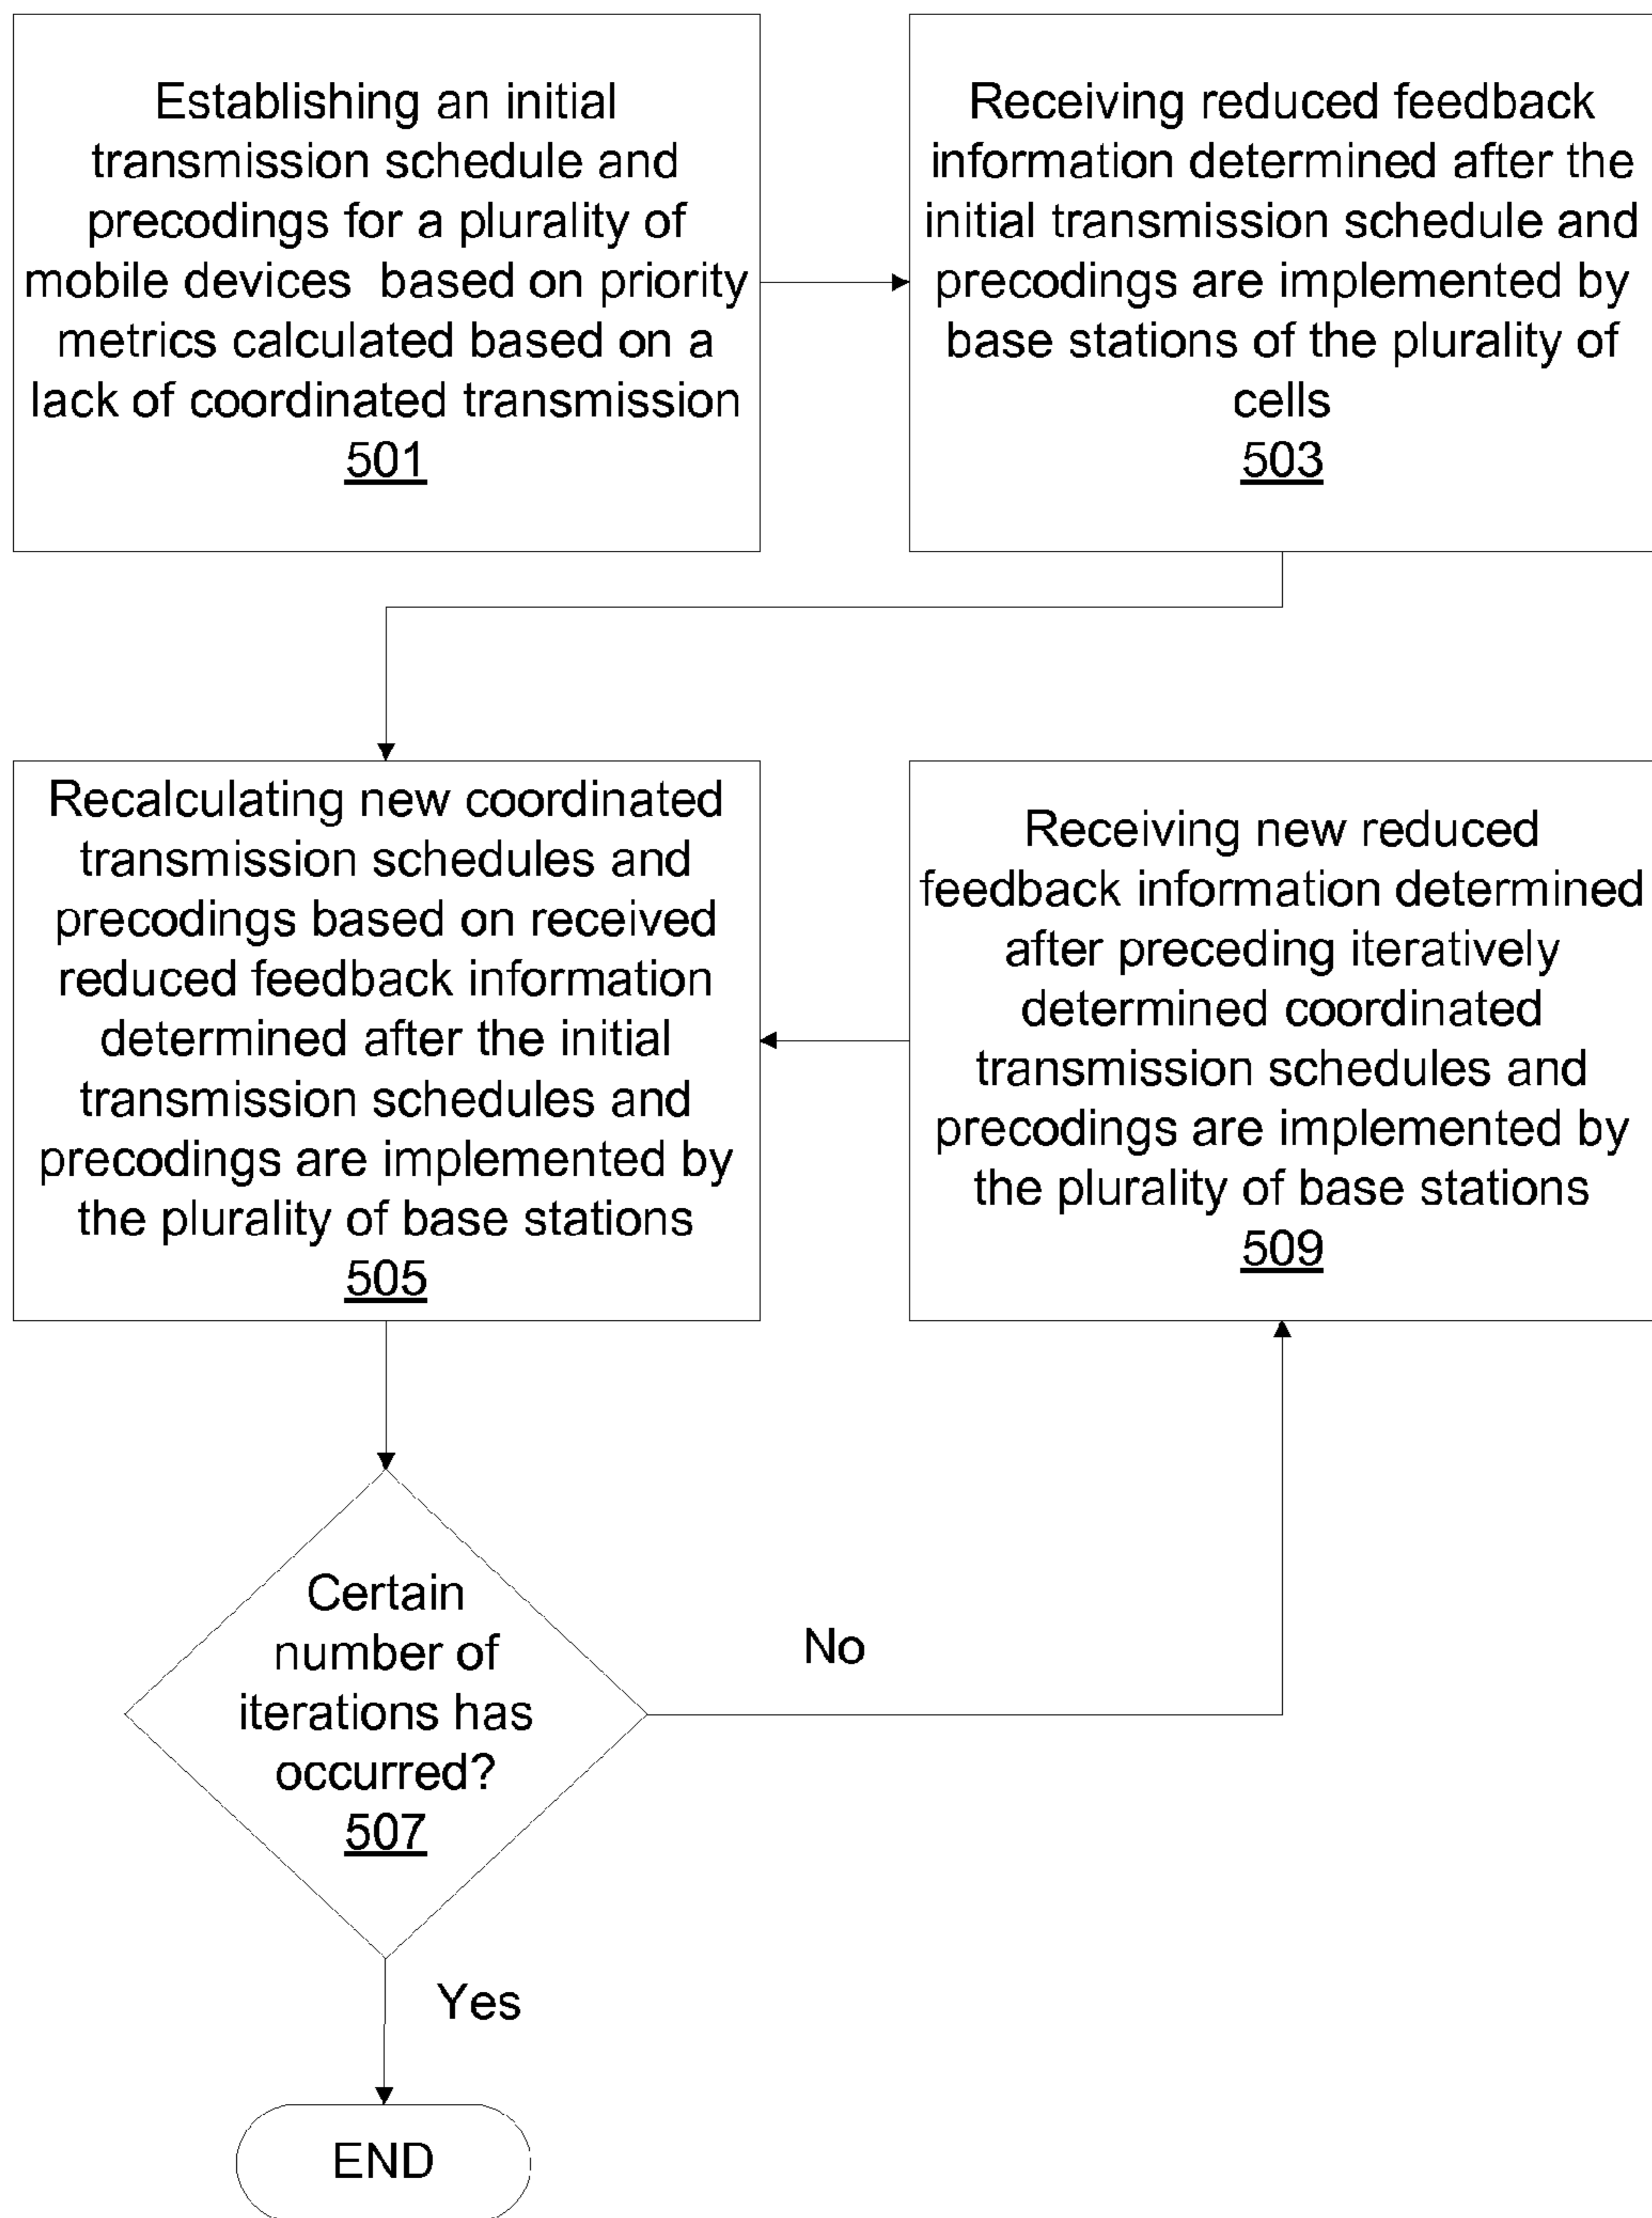 Establishing an initial
transmission schedule and
precodings for a plurality of
mobile devices based on priority
metrics calculated based on a
lack of coordinated transmission
501
Receiving reduced feedback
information determined after the
initial transmission schedule and
precodings are implemented by
base stations of the plurality of
cells
503
Recalculating new coordinated
transmission schedules and
precodings based on received
reduced feedback information
determined after the initial
transmission schedules and
precodings are implemented by
the plurality of base stations
505
Receiving new reduced
feedback information determined
after preceding iteratively
determined coordinated
transmission schedules and
precodings are implemented by
the plurality of base stations
509
Certain
number of
iterations has
occurred?
507
No
Yes
END